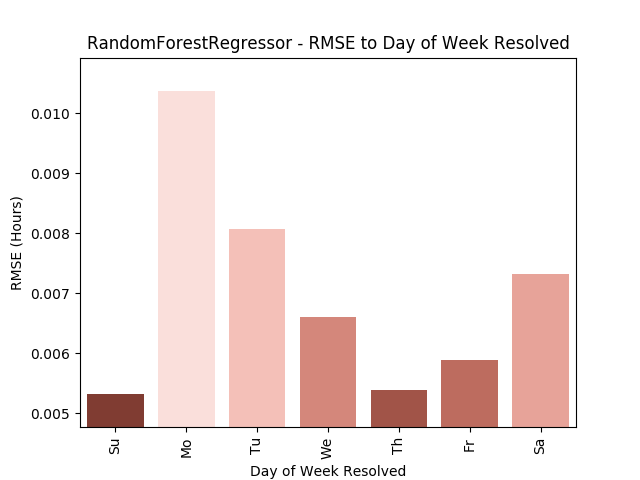 RandomForestRegressor - RMSE to Day of Week Resolved
0.010
0.009
0.008
0.007
0.006
0.005
RMSE (Hours)
Su Mo Tu We Th Fr Sa
Day of Week Resolved